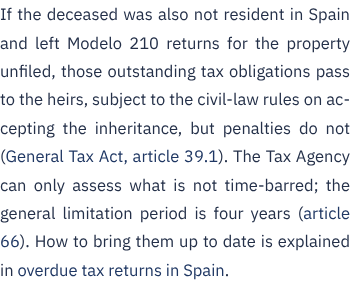 If the deceased was also not resident in Spain
and left Modelo 210 returns for the property
unfiled, those outstanding tax obligations pass
to the heirs, subject to the civil-law rules on ac-
cepting the inheritance, but penalties do not
(General Tax Act, article 39.1). The Tax Agency
can only assess what is not time-barred; the
general limitation period is four years (article
66). How to bring them up to date is explained
in overdue tax returns in Spain.